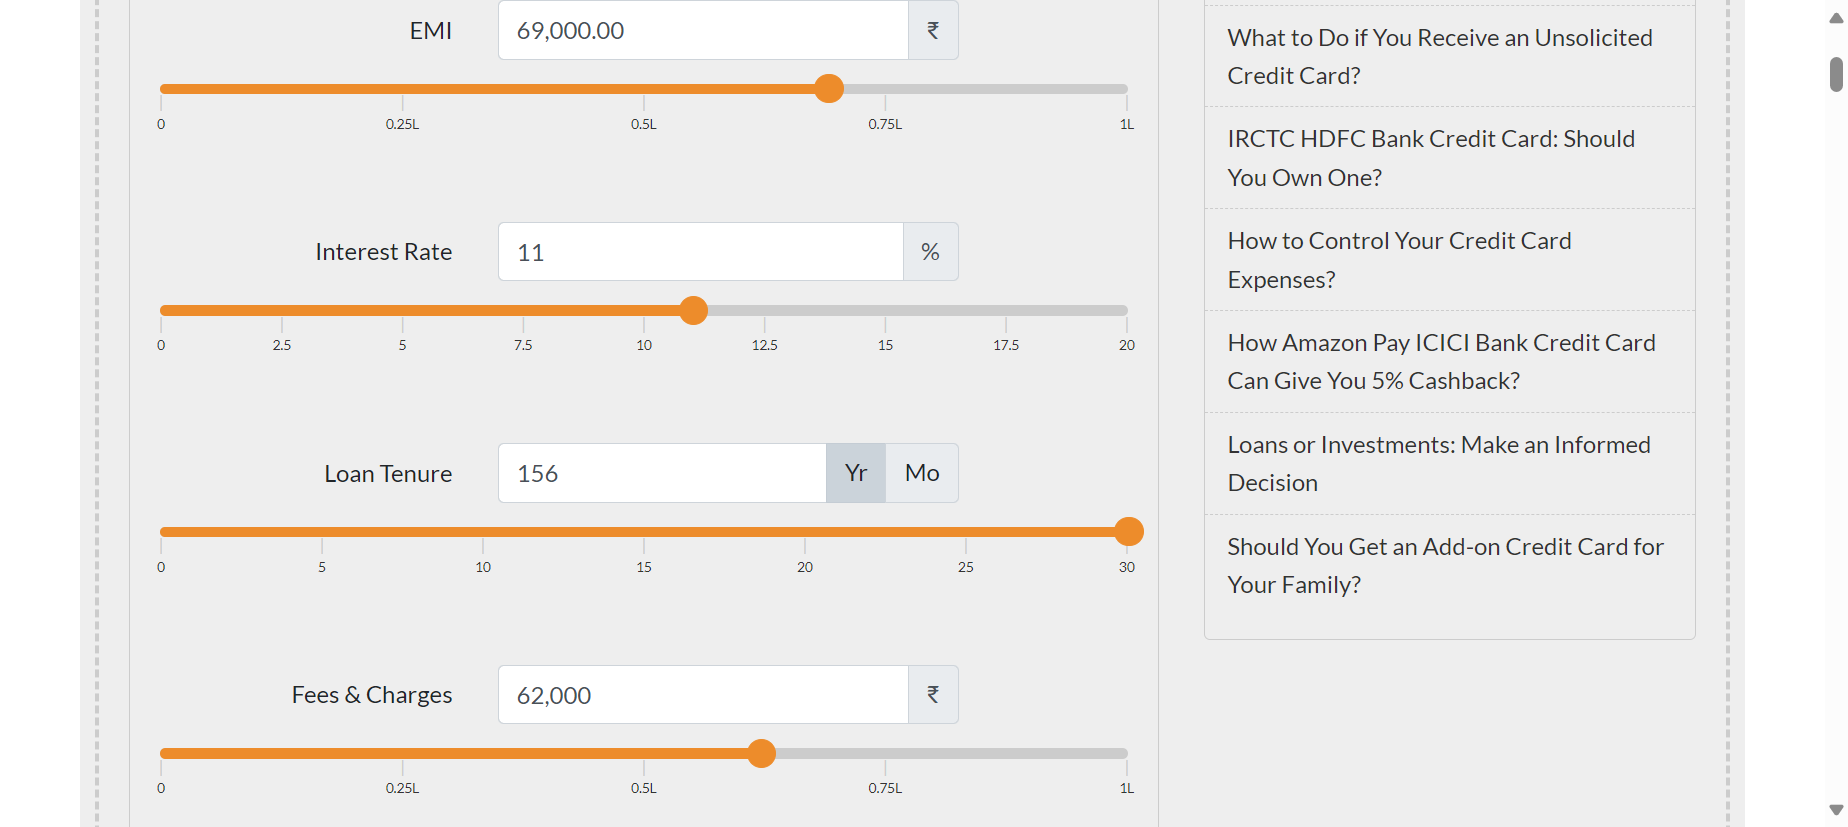 EMI 69,000.00 ₹
0 0.25L 0.5L 0.75L 1L
Interest Rate 11 %
0 2.5 5 7.5 10 12.5 15 17.5 20
Loan Tenure 156 Yr Mo
0 5 10 15 20 25 30
Fees & Charges 62,000 ₹
0 0.25L 0.5L 0.75L 1L
What to Do if You Receive an Unsolicited
Credit Card?
IRCTC HDFC Bank Credit Card: Should
You Own One?
How to Control Your Credit Card
Expenses?
How Amazon Pay ICICI Bank Credit Card
Can Give You 5% Cashback?
Loans or Investments: Make an Informed
Decision
Should You Get an Add-on Credit Card for
Your Family?